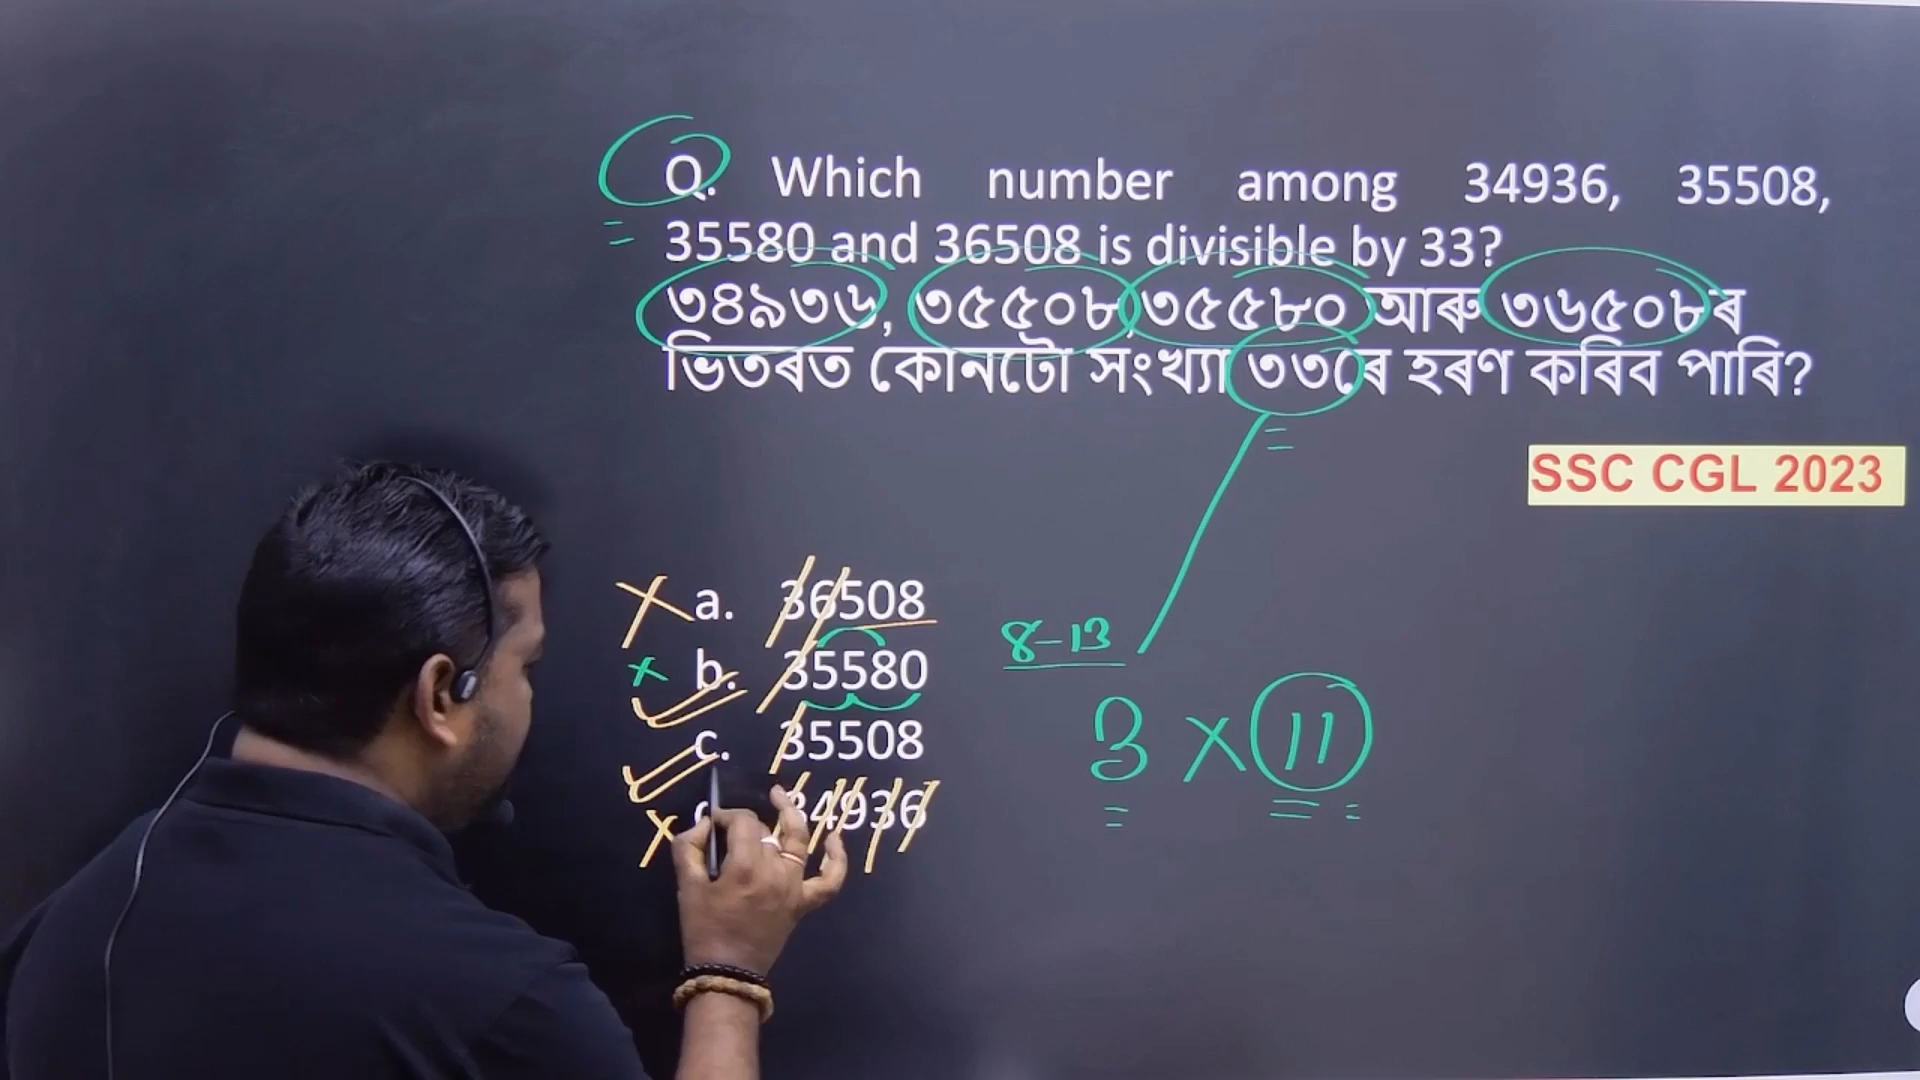 Q. Which number among 34936, 35508,
35580 and 36508 is divisible by 33?
৩৪৯৩৬, ৩৫৫০৮, ৩৫৫৮০ আৰু ৩৬৫০৮ৰ
ভিতৰত কোনটো সংখ্যা ৩৩ৰে হৰণ কৰিব পাৰি?
SSC CGL 2023
a. 36508
b. 35580
c. 35508
34936
8-13
3 × 11